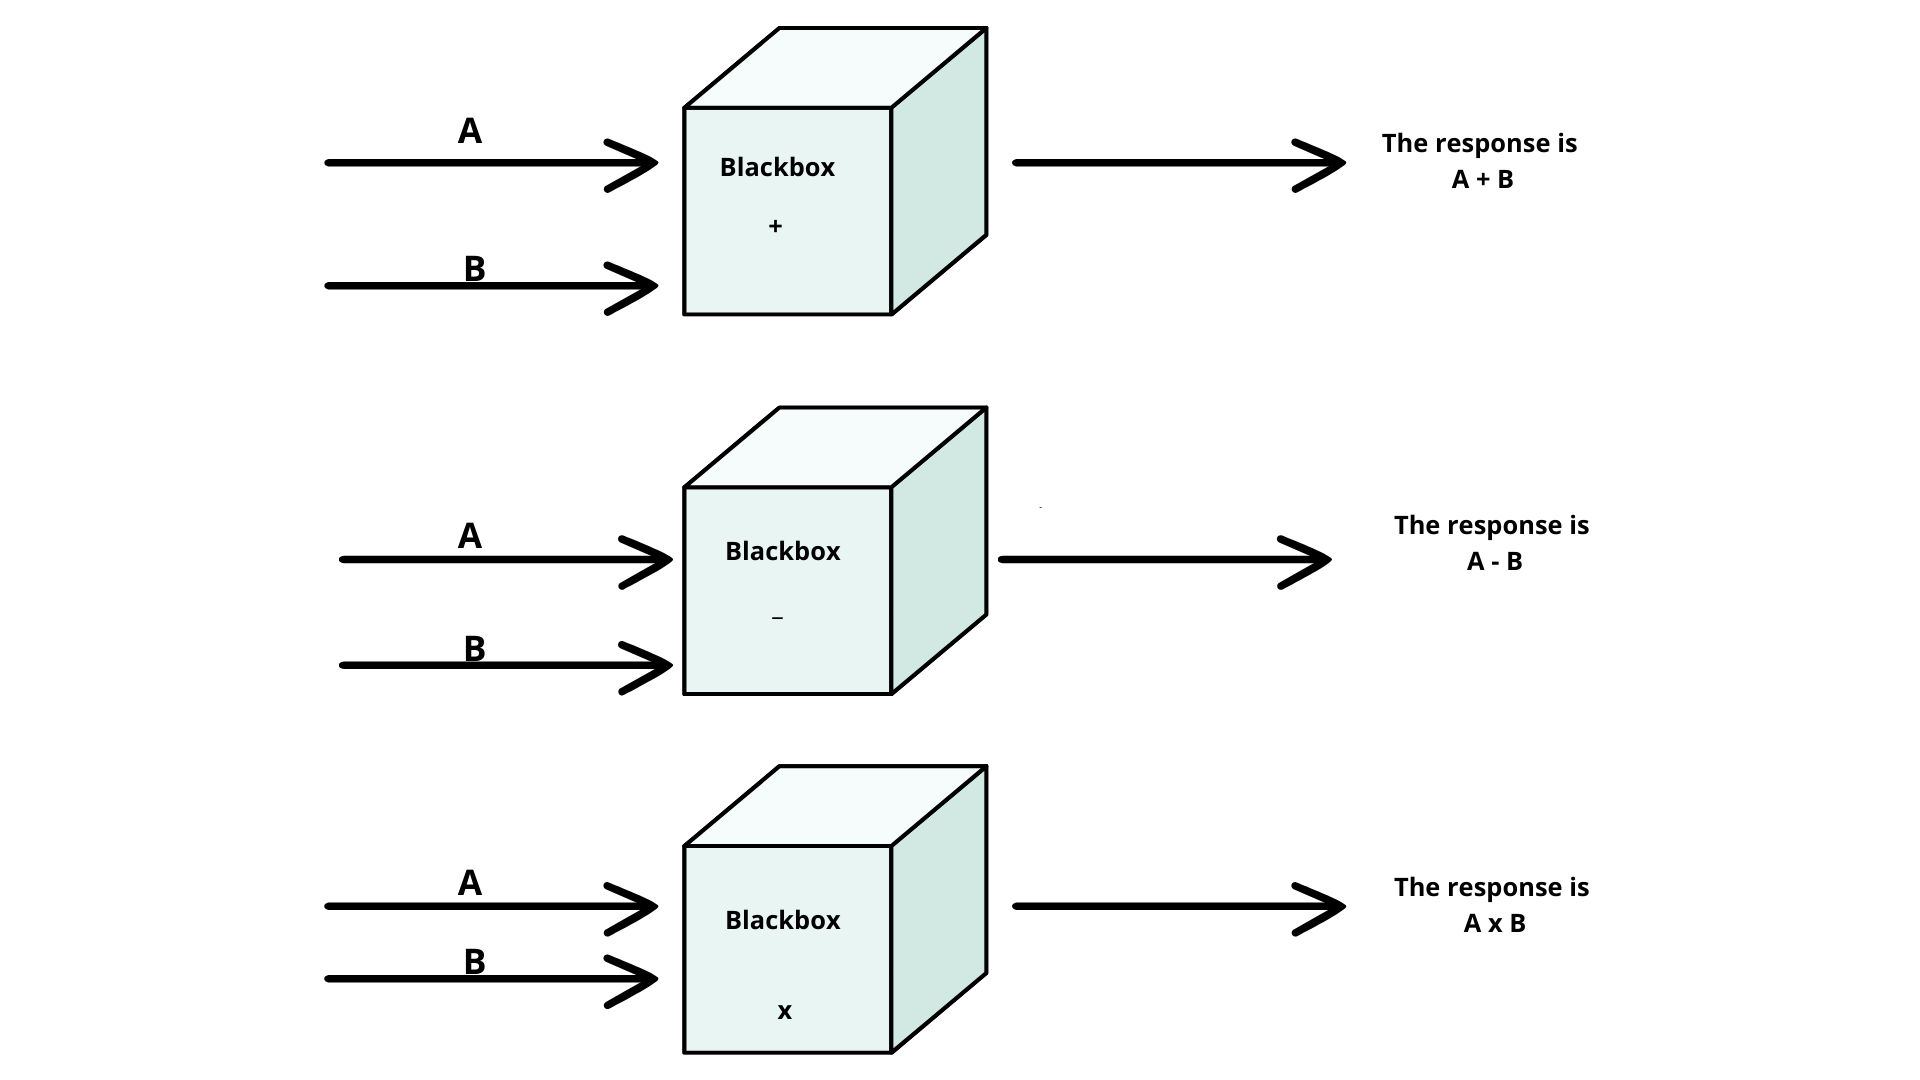 A
Blackbox
+
B
The response is
A + B
A
Blackbox
_
B
The response is
A - B
A
Blackbox
x
B
The response is
A x B